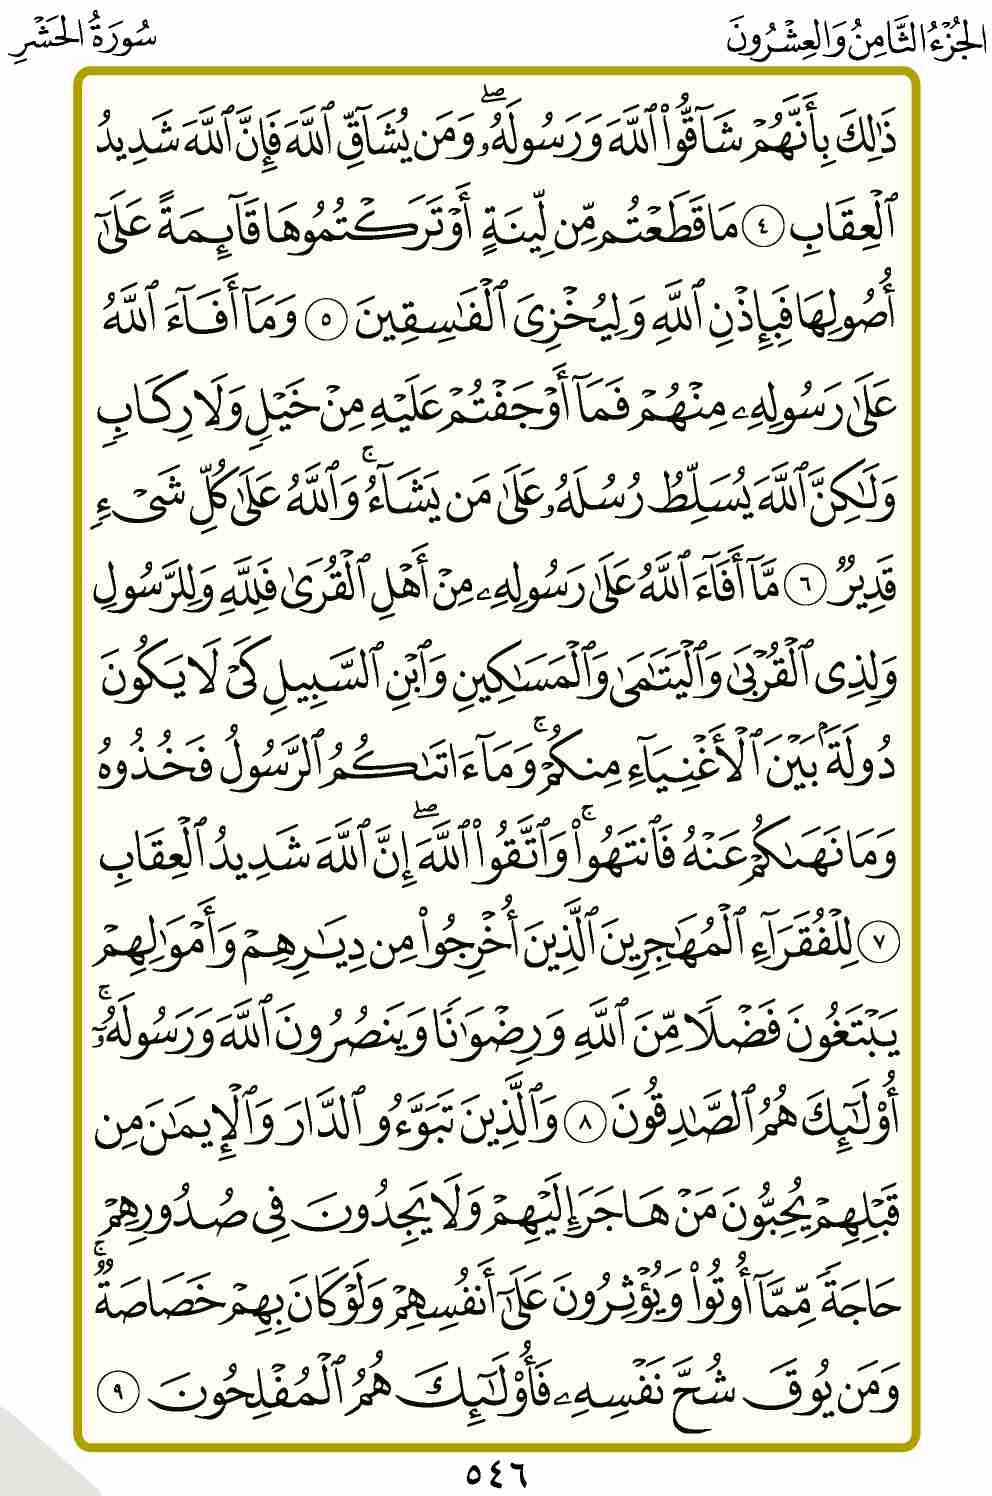 الجُزْءُ الثَّامِنُ وَالعِشْرُونَ
سُورَةُ الحَشْرِ
ذَٰلِكَ بِأَنَّهُمْ شَآقُّوا۟ ٱللَّهَ وَرَسُولَهُۥ ۖ وَمَن يُشَآقِّ ٱللَّهَ فَإِنَّ ٱللَّهَ شَدِيدُ
ٱلْعِقَابِ ٤ مَا قَطَعْتُم مِّن لِّينَةٍ أَوْ تَرَكْتُمُوهَا قَآئِمَةً عَلَىٰٓ
أُصُولِهَا فَبِإِذْنِ ٱللَّهِ وَلِيُخْزِىَ ٱلْفَٰسِقِينَ ٥ وَمَآ أَفَآءَ ٱللَّهُ
عَلَىٰ رَسُولِهِۦ مِنْهُمْ فَمَآ أَوْجَفْتُمْ عَلَيْهِ مِنْ خَيْلٍ وَلَا رِكَابٍ
وَلَٰكِنَّ ٱللَّهَ يُسَلِّطُ رُسُلَهُۥ عَلَىٰ مَن يَشَآءُ ۚ وَٱللَّهُ عَلَىٰ كُلِّ شَىْءٍ
قَدِيرٌ ٦ مَّآ أَفَآءَ ٱللَّهُ عَلَىٰ رَسُولِهِۦ مِنْ أَهْلِ ٱلْقُرَىٰ فَلِلَّهِ وَلِلرَّسُولِ
وَلِذِى ٱلْقُرْبَىٰ وَٱلْيَتَٰمَىٰ وَٱلْمَسَٰكِينِ وَٱبْنِ ٱلسَّبِيلِ كَىْ لَا يَكُونَ
دُولَةًۢ بَيْنَ ٱلْأَغْنِيَآءِ مِنكُمْ ۚ وَمَآ ءَاتَىٰكُمُ ٱلرَّسُولُ فَخُذُوهُ
وَمَا نَهَىٰكُمْ عَنْهُ فَٱنتَهُوا۟ ۚ وَٱتَّقُوا۟ ٱللَّهَ ۖ إِنَّ ٱللَّهَ شَدِيدُ ٱلْعِقَابِ
٧ لِلْفُقَرَآءِ ٱلْمُهَٰجِرِينَ ٱلَّذِينَ أُخْرِجُوا۟ مِن دِيَٰرِهِمْ وَأَمْوَٰلِهِمْ
يَبْتَغُونَ فَضْلًا مِّنَ ٱللَّهِ وَرِضْوَٰنًا وَيَنصُرُونَ ٱللَّهَ وَرَسُولَهُۥٓ ۚ
أُو۟لَٰٓئِكَ هُمُ ٱلصَّٰدِقُونَ ٨ وَٱلَّذِينَ تَبَوَّءُو ٱلدَّارَ وَٱلْإِيمَٰنَ مِن
قَبْلِهِمْ يُحِبُّونَ مَنْ هَاجَرَ إِلَيْهِمْ وَلَا يَجِدُونَ فِى صُدُورِهِمْ
حَاجَةً مِّمَّآ أُوتُوا۟ وَيُؤْثِرُونَ عَلَىٰٓ أَنفُسِهِمْ وَلَوْ كَانَ بِهِمْ خَصَاصَةٌ ۚ
وَمَن يُوقَ شُحَّ نَفْسِهِۦ فَأُو۟لَٰٓئِكَ هُمُ ٱلْمُفْلِحُونَ ٩
٥٤٦